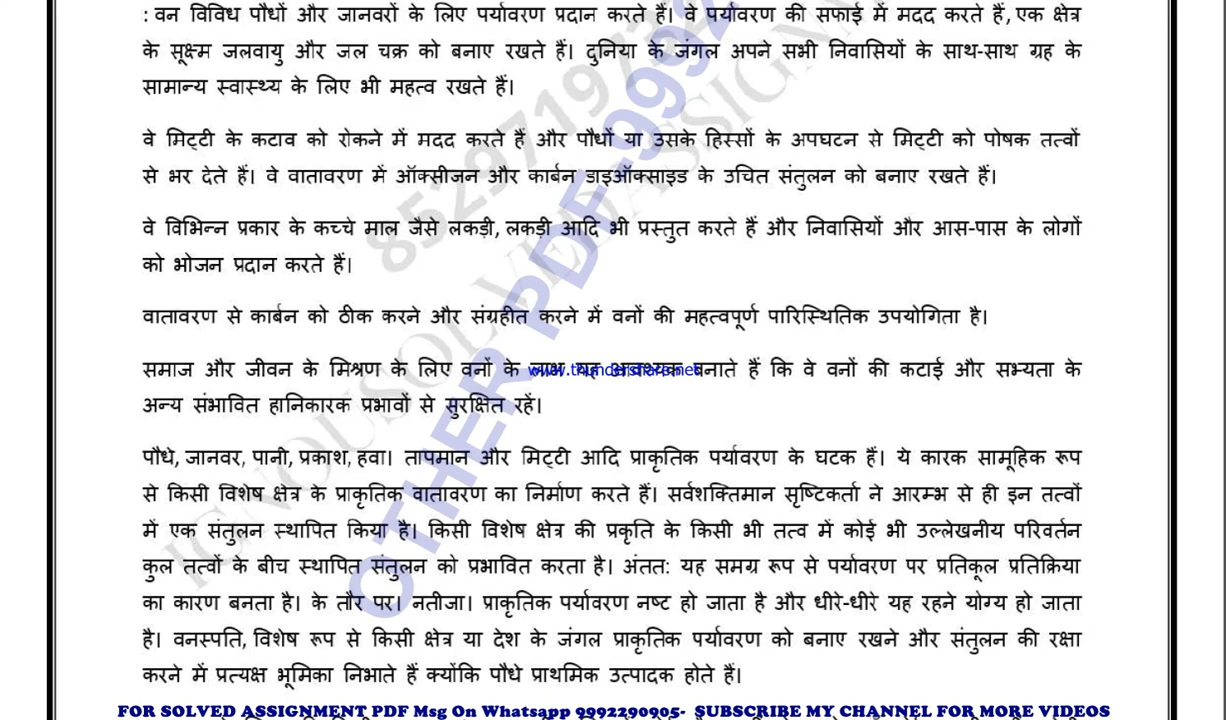 : वन विविध पौधों और जानवरों के लिए पर्यावरण प्रदान करते हैं। वे पर्यावरण की सफाई में मदद करते हैं, एक क्षेत्र
के सूक्ष्म जलवायु और जल चक्र को बनाए रखते हैं। दुनिया के जंगल अपने सभी निवासियों के साथ-साथ ग्रह के
सामान्य स्वास्थ्य के लिए भी महत्व रखते हैं।
वे मिट्टी के कटाव को रोकने में मदद करते हैं और पौधों या उसके हिस्सों के अपघटन से मिट्टी को पोषक तत्वों
से भर देते हैं। वे वातावरण में ऑक्सीजन और कार्बन डाइऑक्साइड के उचित संतुलन को बनाए रखते हैं।
वे विभिन्न प्रकार के कच्चे माल जैसे लकड़ी, लकड़ी आदि भी प्रस्तुत करते हैं और निवासियों और आस-पास के लोगों
को भोजन प्रदान करते हैं।
वातावरण से कार्बन को ठीक करने और संग्रहीत करने में वनों की महत्वपूर्ण पारिस्थितिक उपयोगिता है।
समाज और जीवन के मिश्रण के लिए वनों के www.thundershare.net बनाते हैं कि वे वनों की कटाई और सभ्यता के
अन्य संभावित हानिकारक प्रभावों से सुरक्षित रहें।
पौधे, जानवर, पानी, प्रकाश, हवा। तापमान और मिट्टी आदि प्राकृतिक पर्यावरण के घटक हैं। ये कारक सामूहिक रूप
से किसी विशेष क्षेत्र के प्राकृतिक वातावरण का निर्माण करते हैं। सर्वशक्तिमान सृष्टिकर्ता ने आरम्भ से ही इन तत्वों
में एक संतुलन स्थापित किया है। किसी विशेष क्षेत्र की प्रकृति के किसी भी तत्व में कोई भी उल्लेखनीय परिवर्तन
कुल तत्वों के बीच स्थापित संतुलन को प्रभावित करता है। अंतत: यह समग्र रूप से पर्यावरण पर प्रतिकूल प्रतिक्रिया
का कारण बनता है। के तौर पर। नतीजा। प्राकृतिक पर्यावरण नष्ट हो जाता है और धीरे-धीरे यह रहने योग्य हो जाता
है। वनस्पति, विशेष रूप से किसी क्षेत्र या देश के जंगल प्राकृतिक पर्यावरण को बनाए रखने और संतुलन की रक्षा
करने में प्रत्यक्ष भूमिका निभाते हैं क्योंकि पौधे प्राथमिक उत्पादक होते हैं।
OTHER PDF-9992
FOR SOLVED ASSIGNMENT PDF Msg On Whatsapp 9992290905- SUBSCRIBE MY CHANNEL FOR MORE VIDEOS